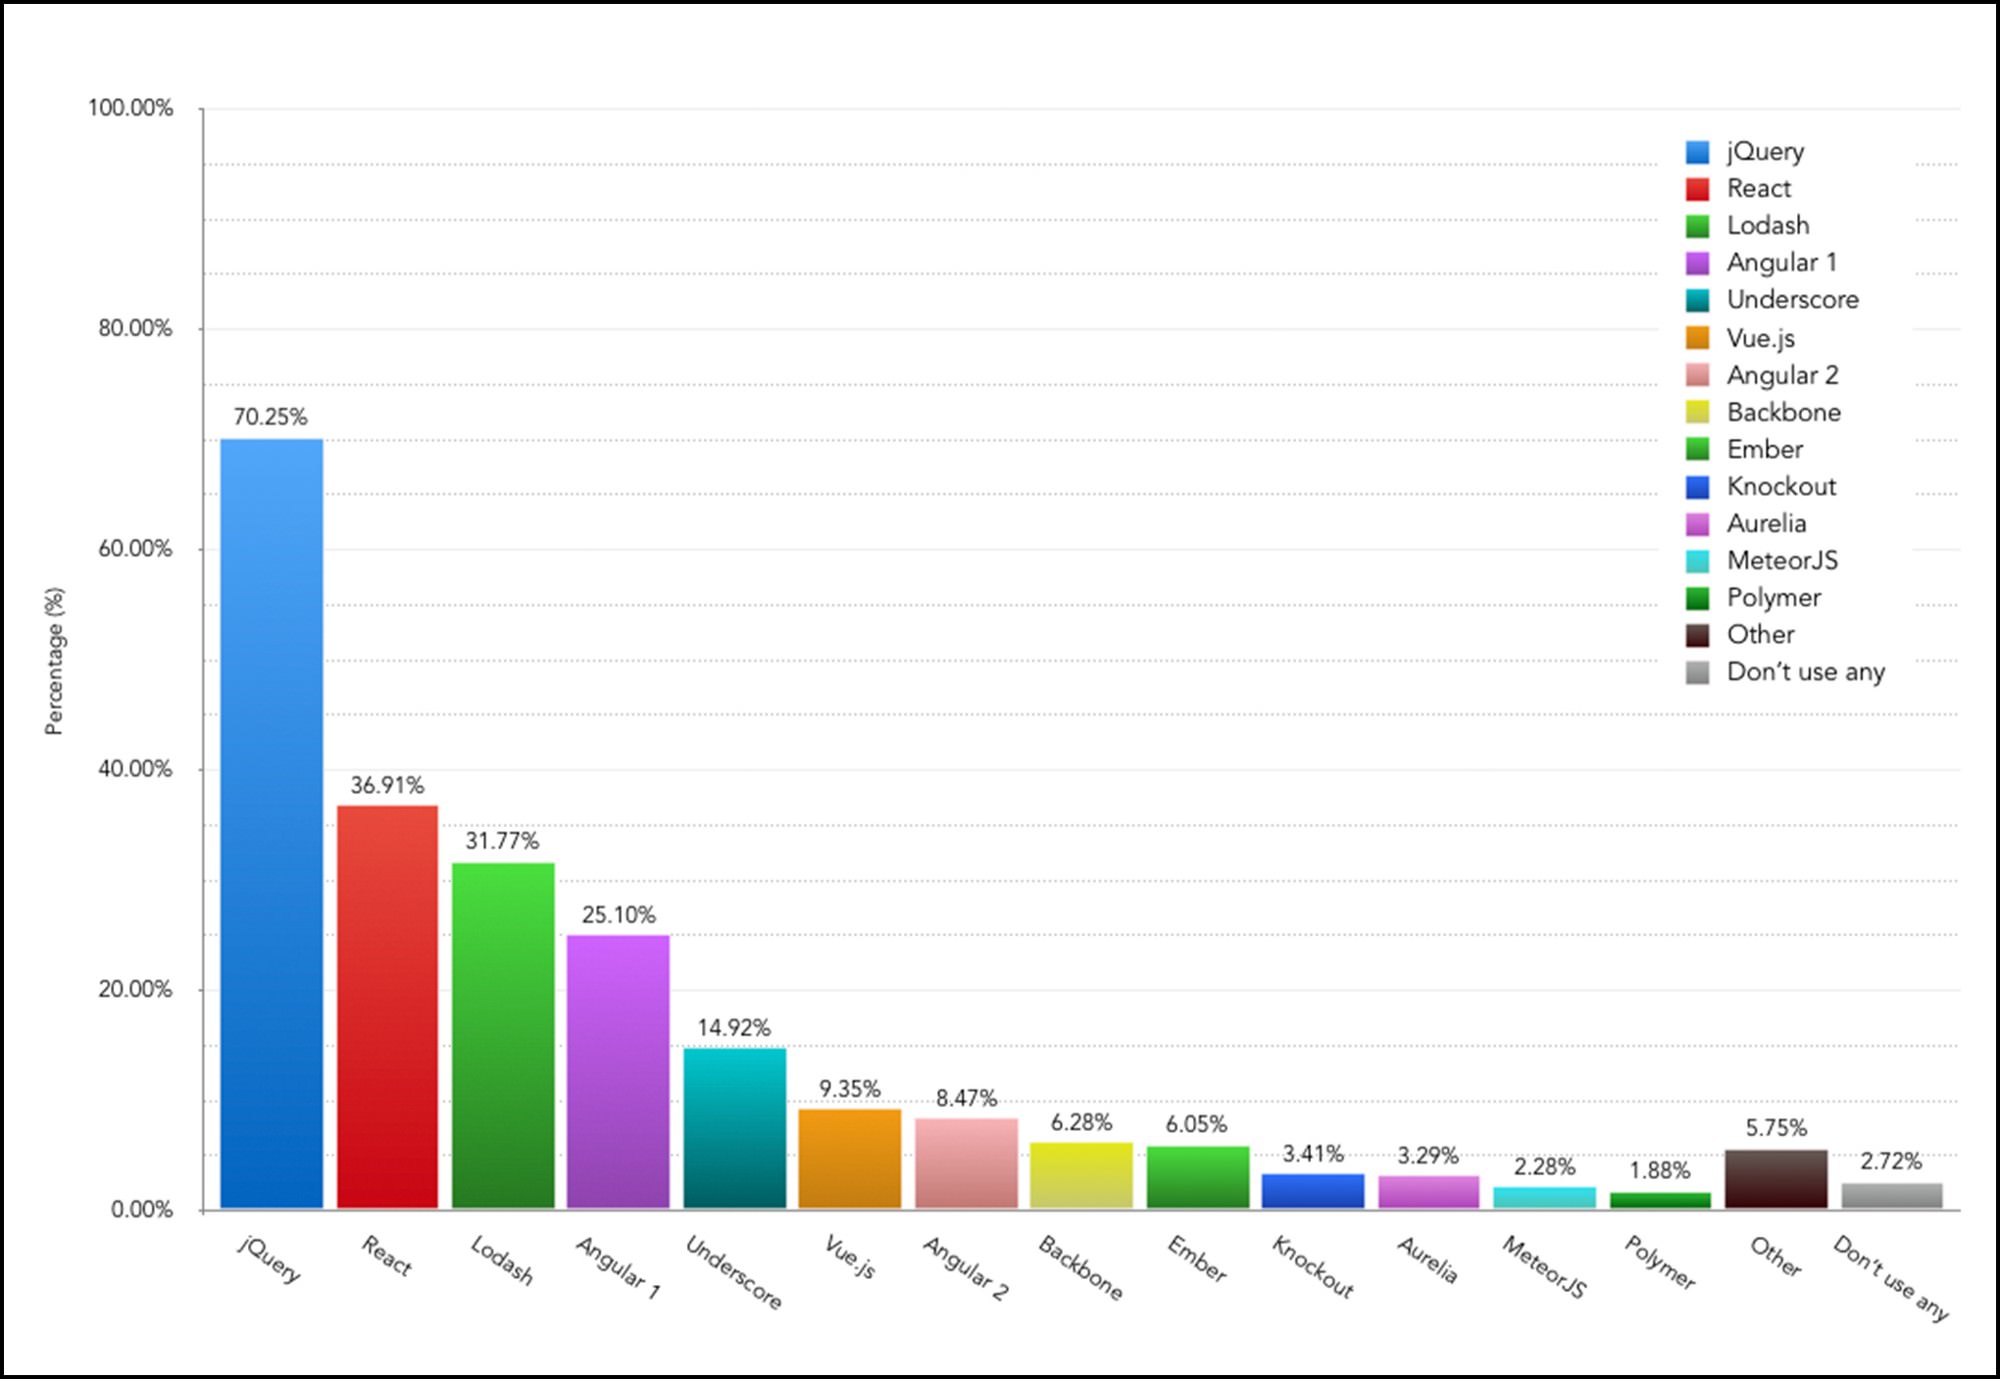 100.00%
80.00%
60.00%
40.00%
20.00%
0.00%
Percentage (%)
70.25%
36.91%
31.77%
25.10%
14.92%
9.35%
8.47%
6.28%
6.05%
3.41%
3.29%
2.28%
1.88%
5.75%
2.72%
jQuery
React
Lodash
Angular 1
Underscore
Vue.js
Angular 2
Backbone
Ember
Knockout
Aurelia
MeteorJS
Polymer
Other
Don’t use any
jQuery
React
Lodash
Angular 1
Underscore
Vue.js
Angular 2
Backbone
Ember
Knockout
Aurelia
MeteorJS
Polymer
Other
Don’t use any